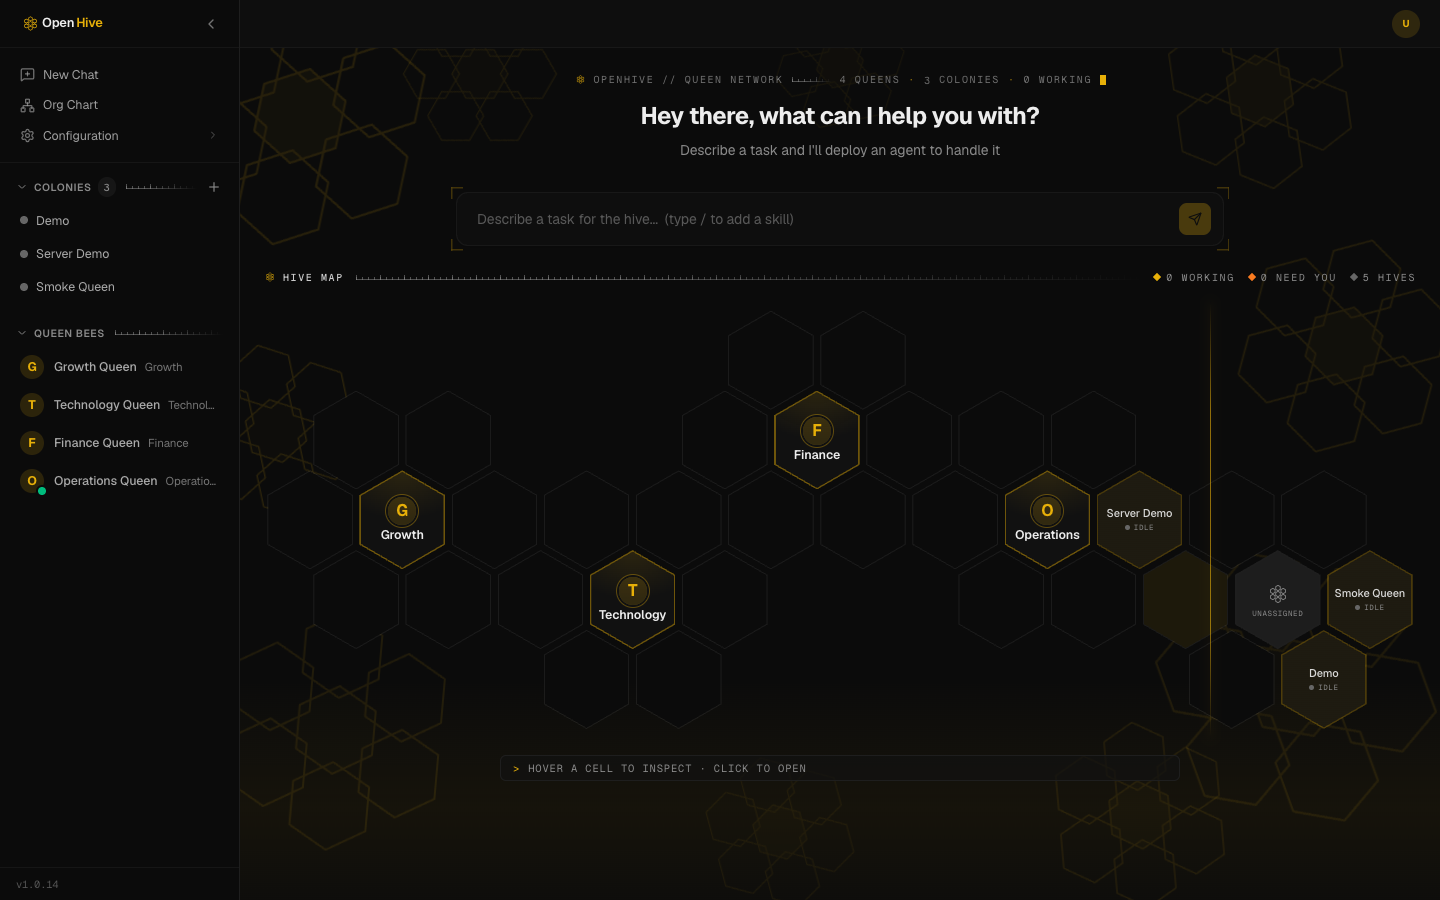 Open Hive
U
New Chat
Org Chart
Configuration
COLONIES 3
Demo
Server Demo
Smoke Queen
QUEEN BEES
G Growth Queen Growth
T Technology Queen Technol...
F Finance Queen Finance
O Operations Queen Operatio...
v1.0.14
OPENHIVE // QUEEN NETWORK 4 QUEENS · 3 COLONIES · 0 WORKING
Hey there, what can I help you with?
Describe a task and I'll deploy an agent to handle it
Describe a task for the hive... (type / to add a skill)
HIVE MAP
0 WORKING 0 NEED YOU 5 HIVES
F
Finance
G
Growth
O
Operations
Server Demo
IDLE
T
Technology
UNASSIGNED
Smoke Queen
IDLE
Demo
IDLE
> HOVER A CELL TO INSPECT · CLICK TO OPEN